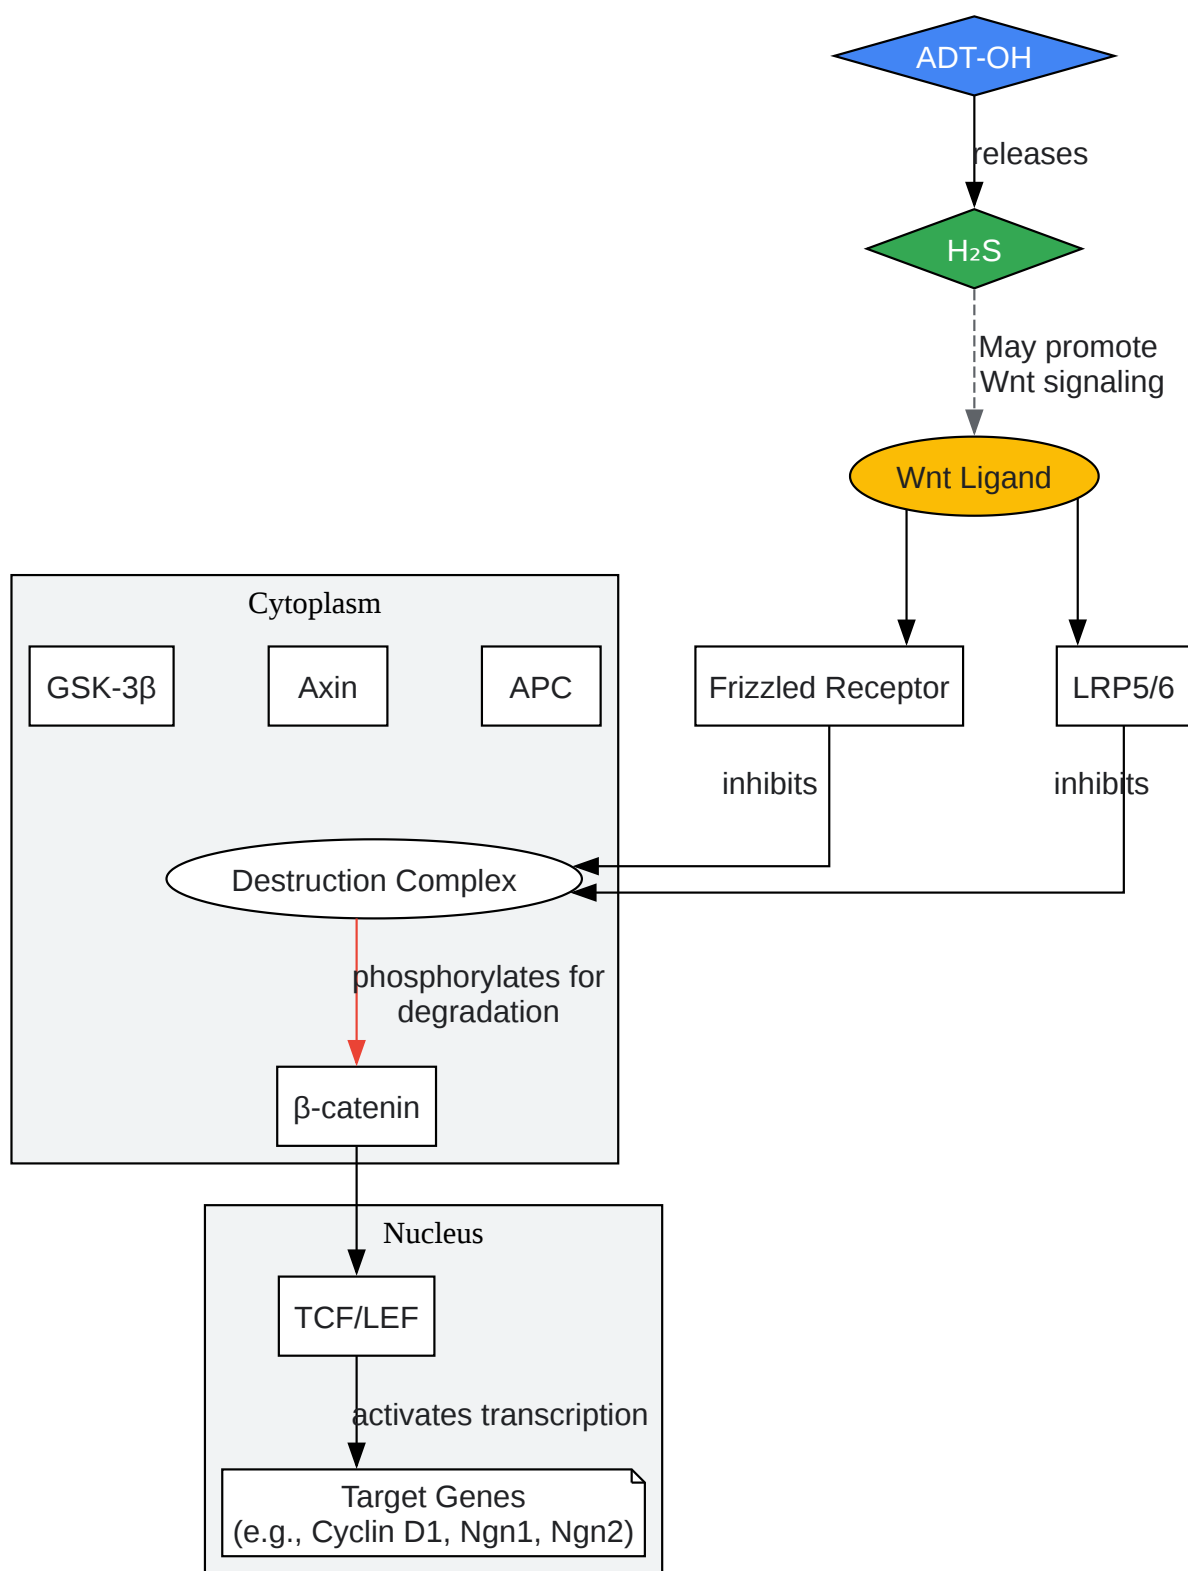 ADT-OH
releases
H₂S
May promote
Wnt signaling
Wnt Ligand
Cytoplasm
GSK-3β
Axin
APC
Frizzled Receptor
LRP5/6
inhibits
inhibits
Destruction Complex
phosphorylates for
degradation
β-catenin
Nucleus
TCF/LEF
activates transcription
Target Genes
(e.g., Cyclin D1, Ngn1, Ngn2)